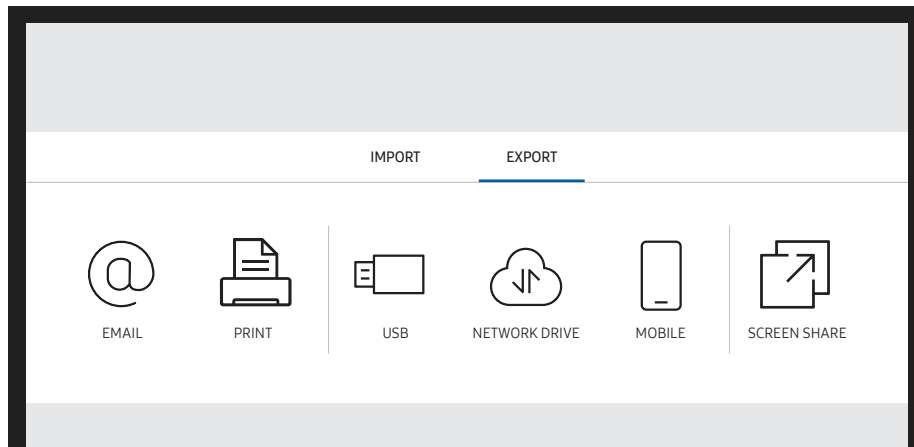 IMPORT EXPORT
EMAIL PRINT USB NETWORK DRIVE MOBILE SCREEN SHARE